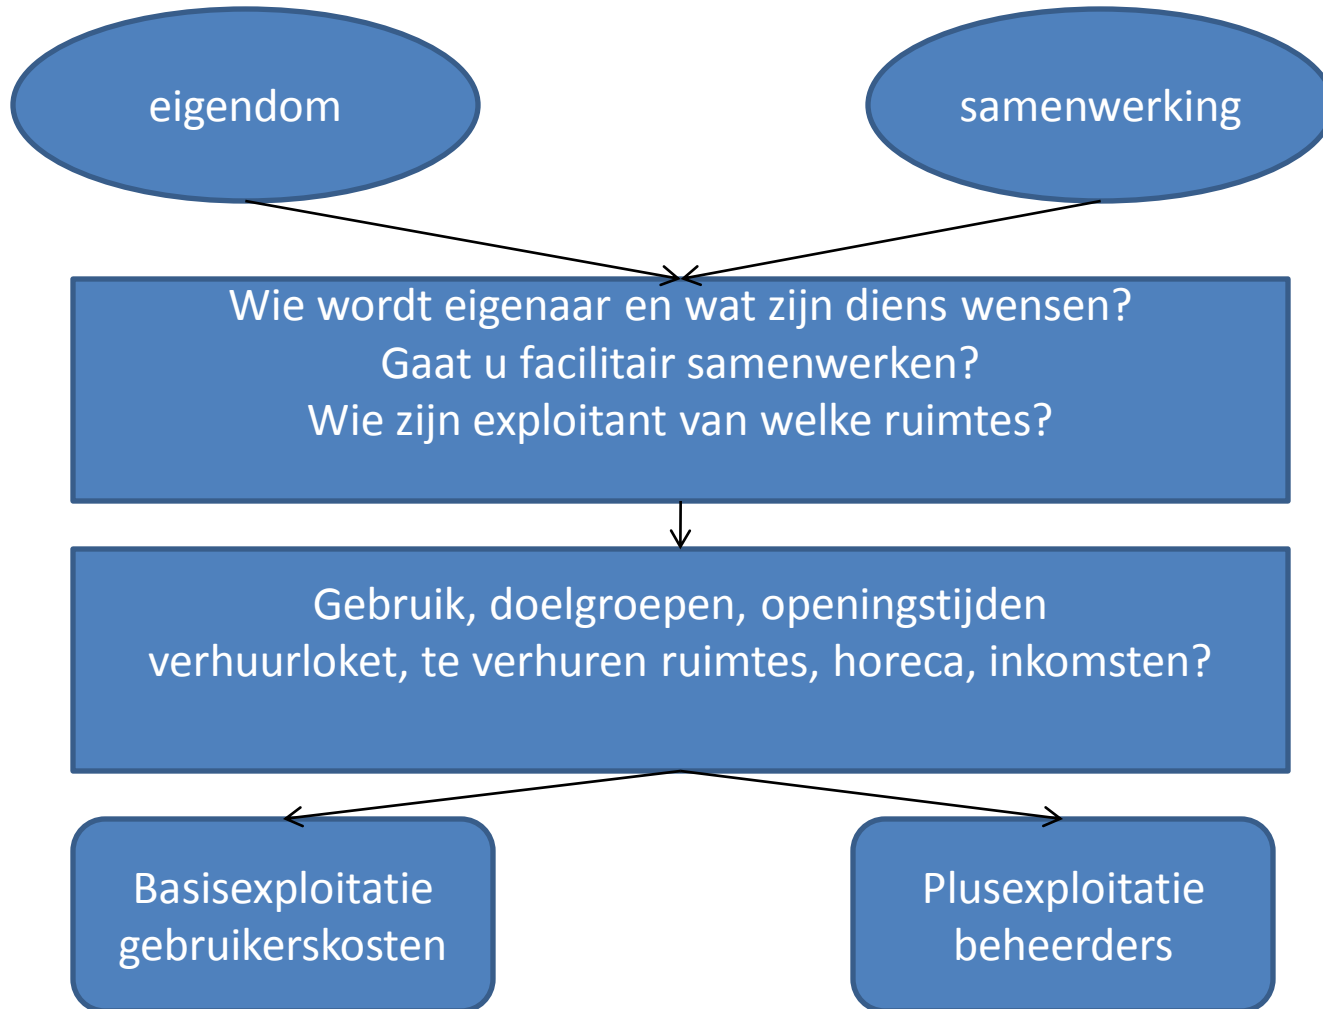 eigendom
samenwerking
Wie wordt eigenaar en wat zijn diens wensen?
Gaat u facilitair samenwerken?
Wie zijn exploitant van welke ruimtes?
Gebruik, doelgroepen, openingstijden
verhuurloket, te verhuren ruimtes, horeca, inkomsten?
Basisexploitatie
gebruikerskosten
Plusexploitatie
beheerders